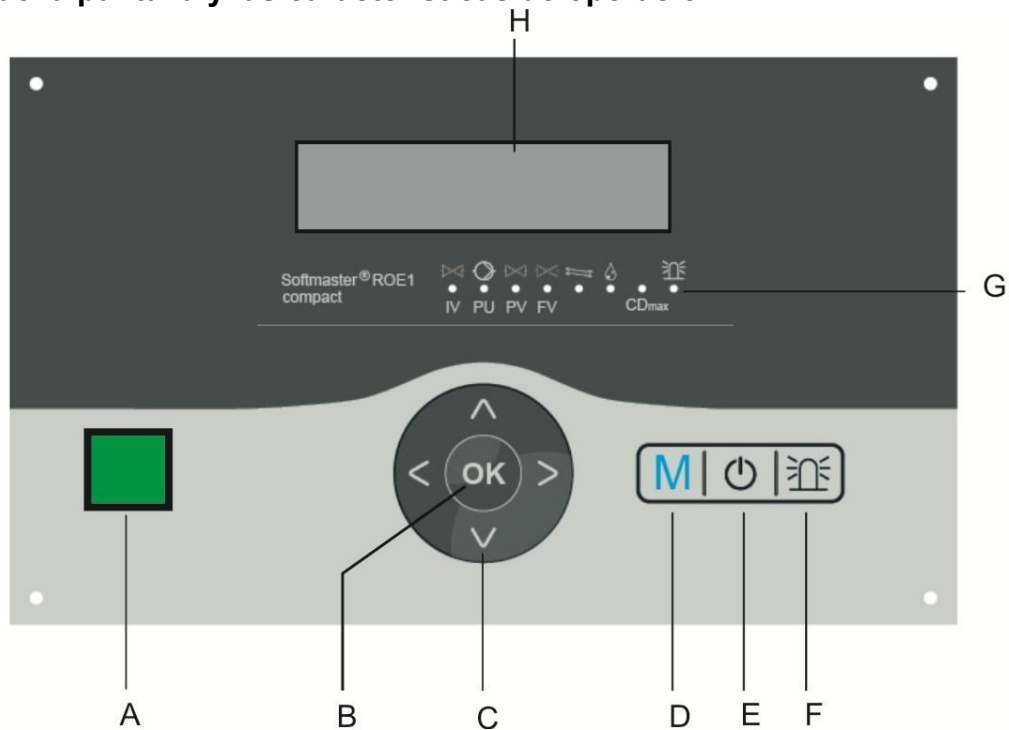 H
Softmaster® ROE1
compact
IV PU PV FV CDmax
G
< OK >
M
A B C D E F